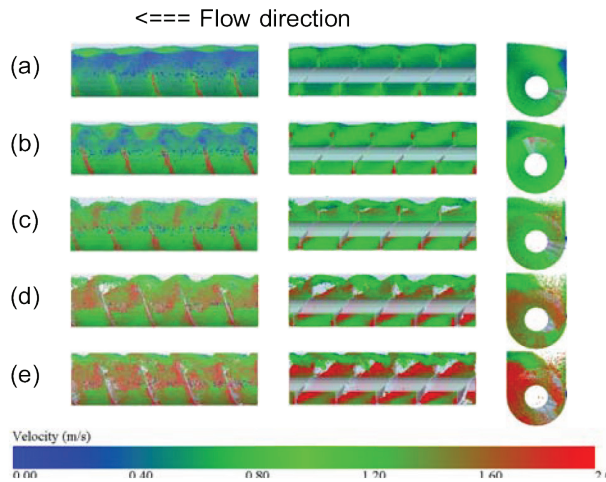 <=== Flow direction
(a)
(b)
(c)
(d)
(e)
Velocity (m/s)
0.00 0.40 0.80 1.20 1.60